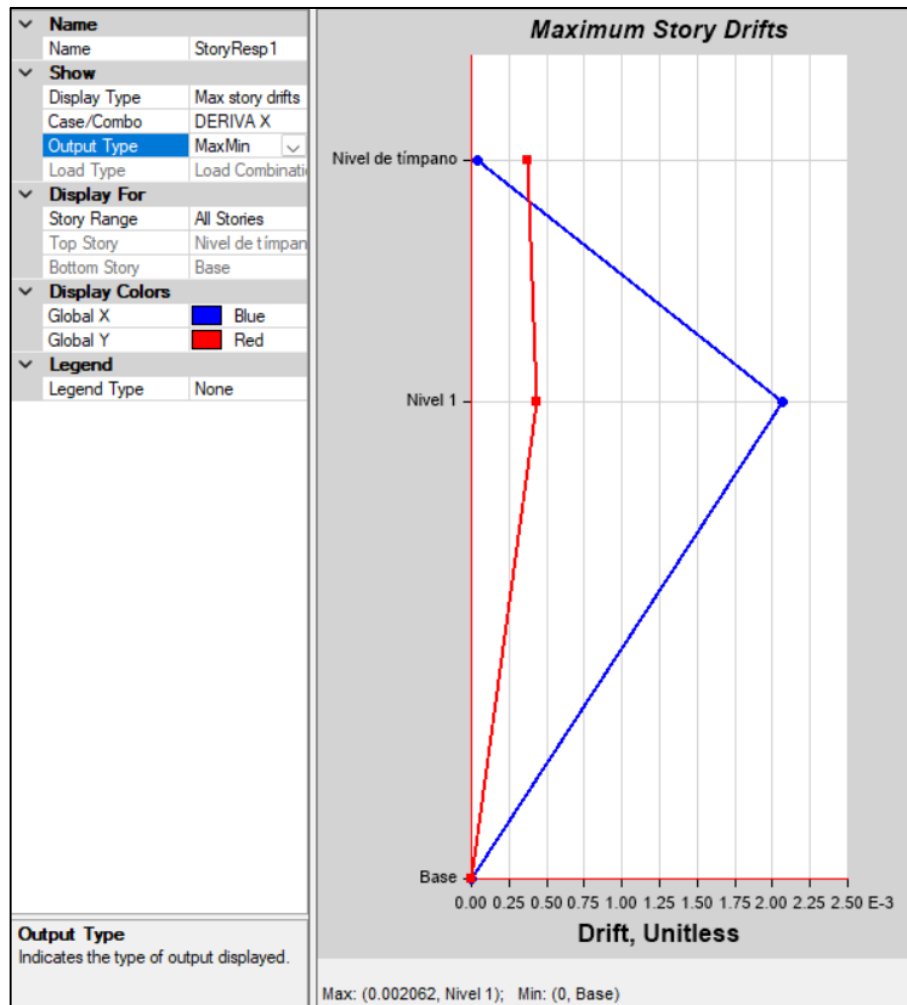 Name
Name StoryResp1
Show
Display Type Max story drifts
Case/Combo DERIVA X
Output Type MaxMin
Load Type Load Combinati
Display For
Story Range All Stories
Top Story Nivel de tímpan
Bottom Story Base
Display Colors
Global X Blue
Global Y Red
Legend
Legend Type None
Output Type
Indicates the type of output displayed.
Maximum Story Drifts
Nivel de tímpano
Nivel 1
Base
0.00 0.25 0.50 0.75 1.00 1.25 1.50 1.75 2.00 2.25 2.50 E-3
Drift, Unitless
Max: (0.002062, Nivel 1); Min: (0, Base)